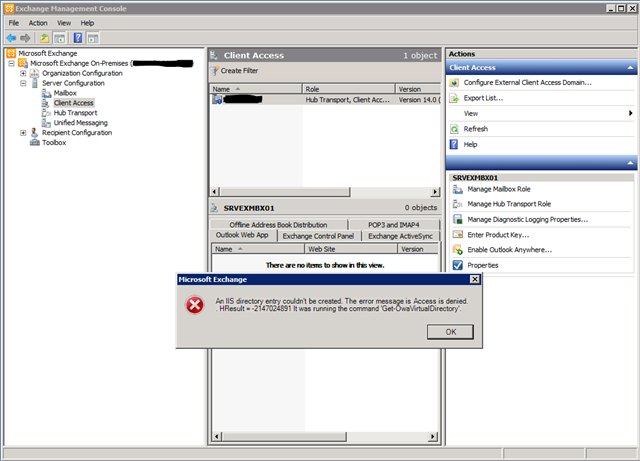 Exchange Management Console
File Action View Help
Microsoft Exchange
Microsoft Exchange On-Premises (
Organization Configuration
Server Configuration
Mailbox
Client Access
Hub Transport
Unified Messaging
Recipient Configuration
Toolbox
Client Access 1 object
Create Filter
Name Role Version
Hub Transport, Client Acc... Version 14.0 (
SRVEXMBX01 0 objects
Offline Address Book Distribution POP3 and IMAP4
Outlook Web App Exchange Control Panel Exchange ActiveSync
Name Web Site Version
There are no items to show in this view.
Actions
Client Access
Configure External Client Access Domain...
Export List...
View
Refresh
Help
SRVEXMBX01
Manage Mailbox Role
Manage Hub Transport Role
Manage Diagnostic Logging Properties...
Enter Product Key...
Enable Outlook Anywhere...
Properties
Microsoft Exchange
An IIS directory entry couldn't be created. The error message is Access is denied.
. HResult = -2147024891 It was running the command 'Get-OwaVirtualDirectory'.
OK